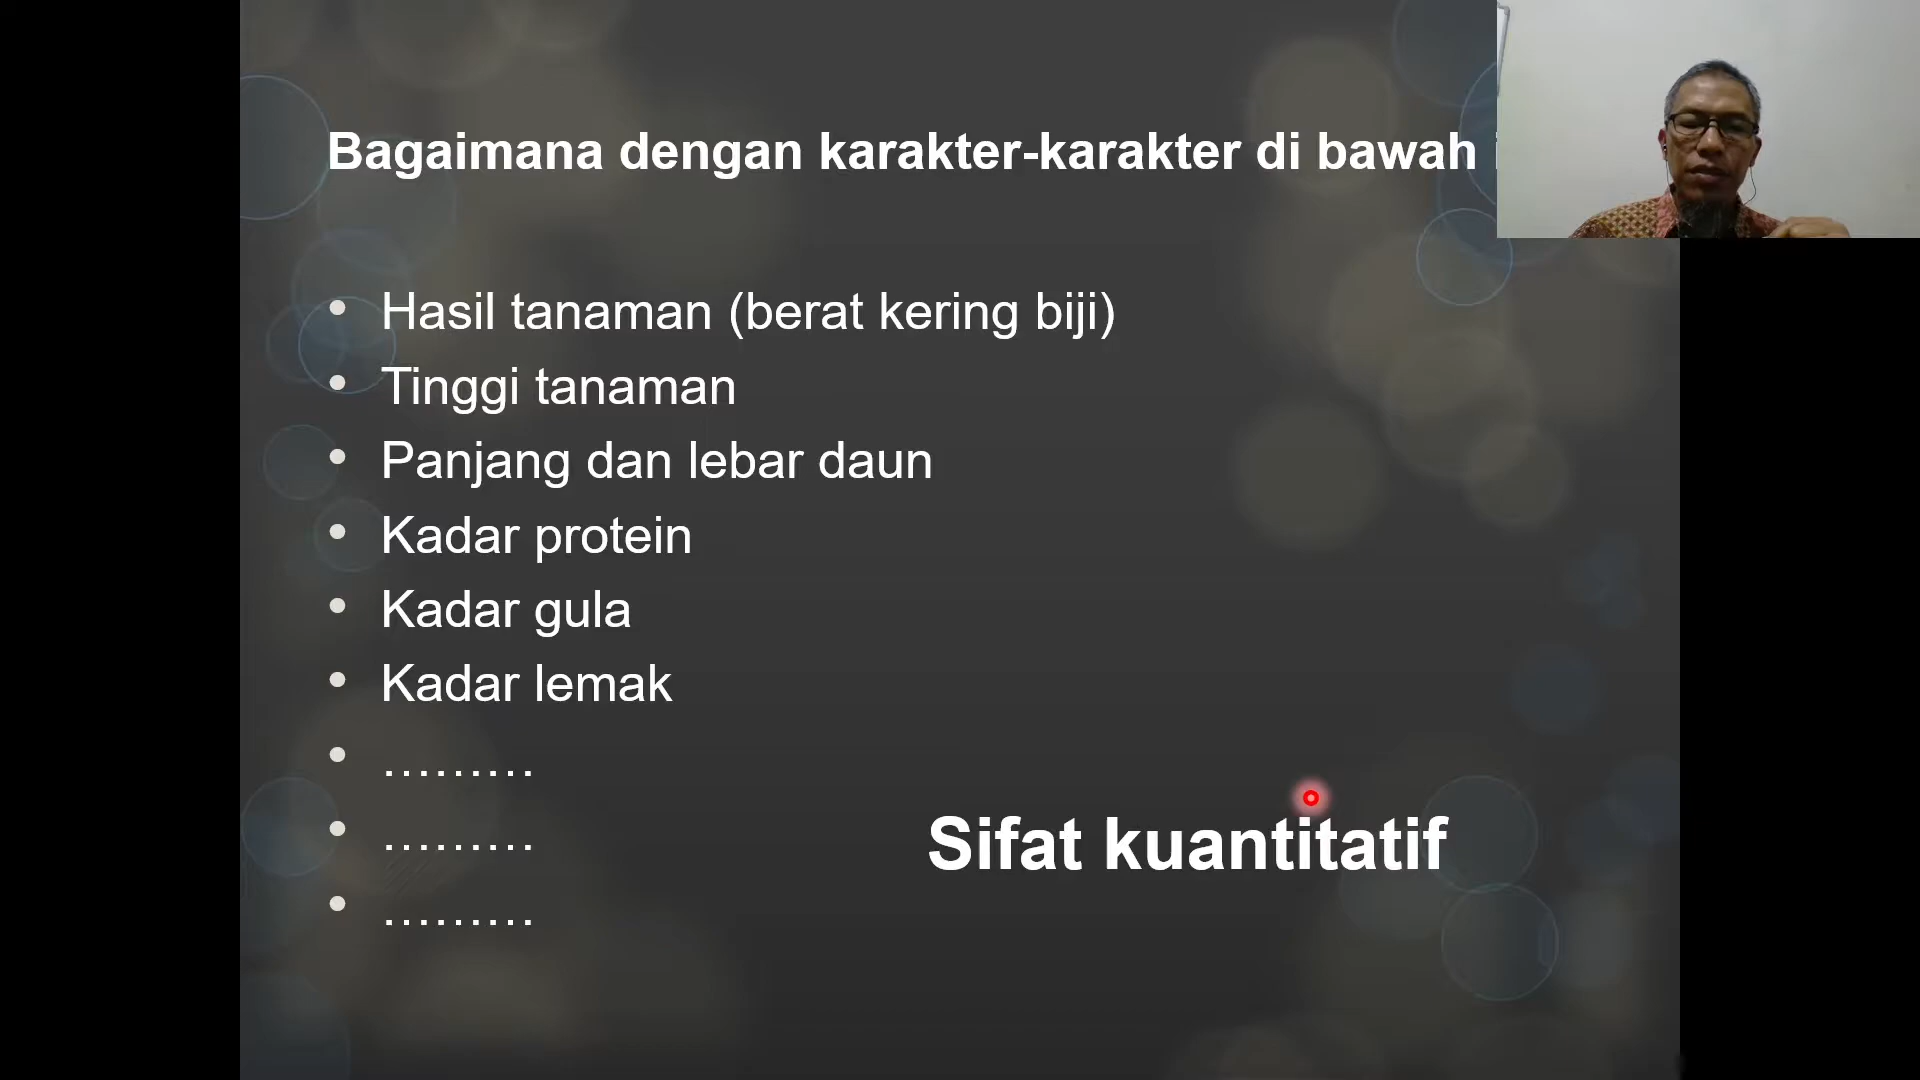 Bagaimana dengan karakter-karakter di bawah
• Hasil tanaman (berat kering biji)
• Tinggi tanaman
• Panjang dan lebar daun
• Kadar protein
• Kadar gula
• Kadar lemak
• ………
• ………
• ………
Sifat kuantitatif